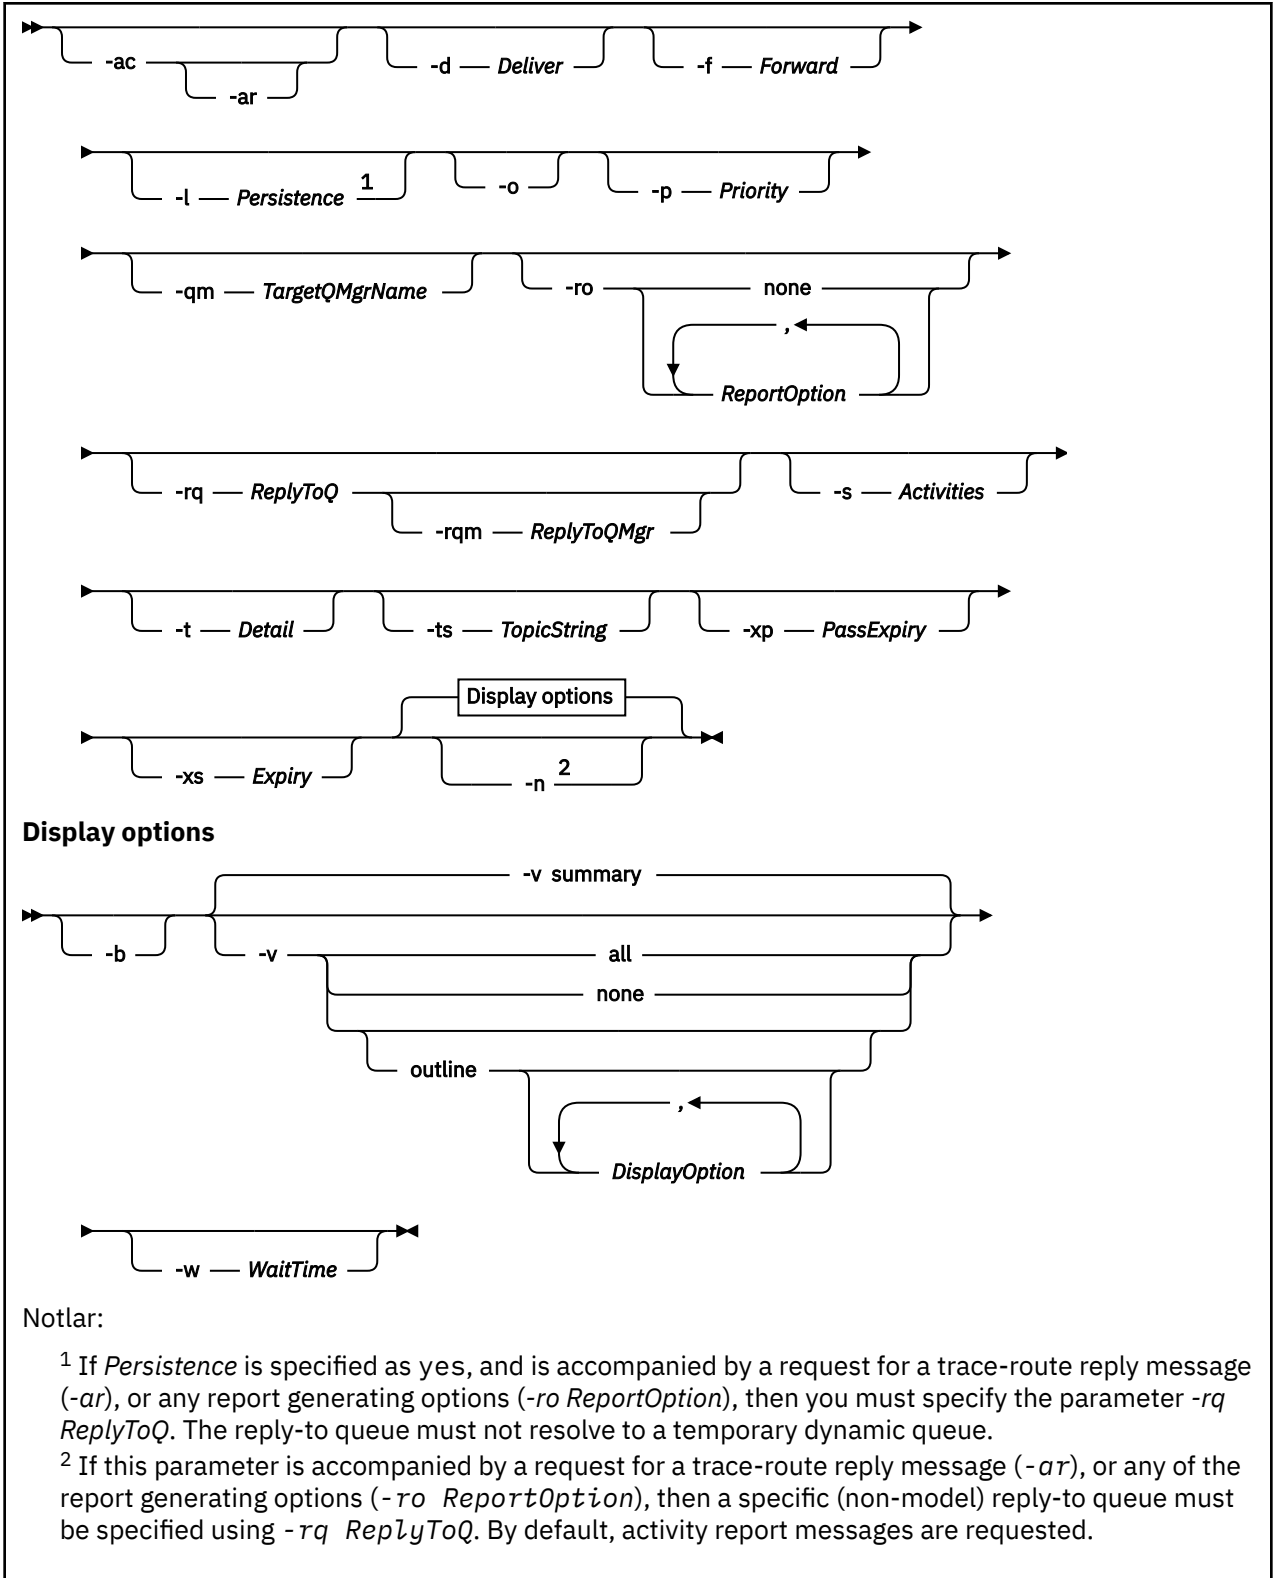 -ac
-ar
-d Deliver
-f Forward
-l Persistence 1
-o
-p Priority
-qm TargetQMgrName
-ro none
,
ReportOption
-rq ReplyToQ
-rqm ReplyToQMgr
-s Activities
-t Detail
-ts TopicString
-xp PassExpiry
Display options
-xs Expiry
-n 2
Display options
-v summary
-b
-v all
none
outline
,
DisplayOption
-w WaitTime
Notlar:
1 If Persistence is specified as yes, and is accompanied by a request for a trace-route reply message
(-ar), or any report generating options (-ro ReportOption), then you must specify the parameter -rq
ReplyToQ. The reply-to queue must not resolve to a temporary dynamic queue.
2 If this parameter is accompanied by a request for a trace-route reply message (-ar), or any of the
report generating options (-ro ReportOption), then a specific (non-model) reply-to queue must
be specified using -rq ReplyToQ. By default, activity report messages are requested.